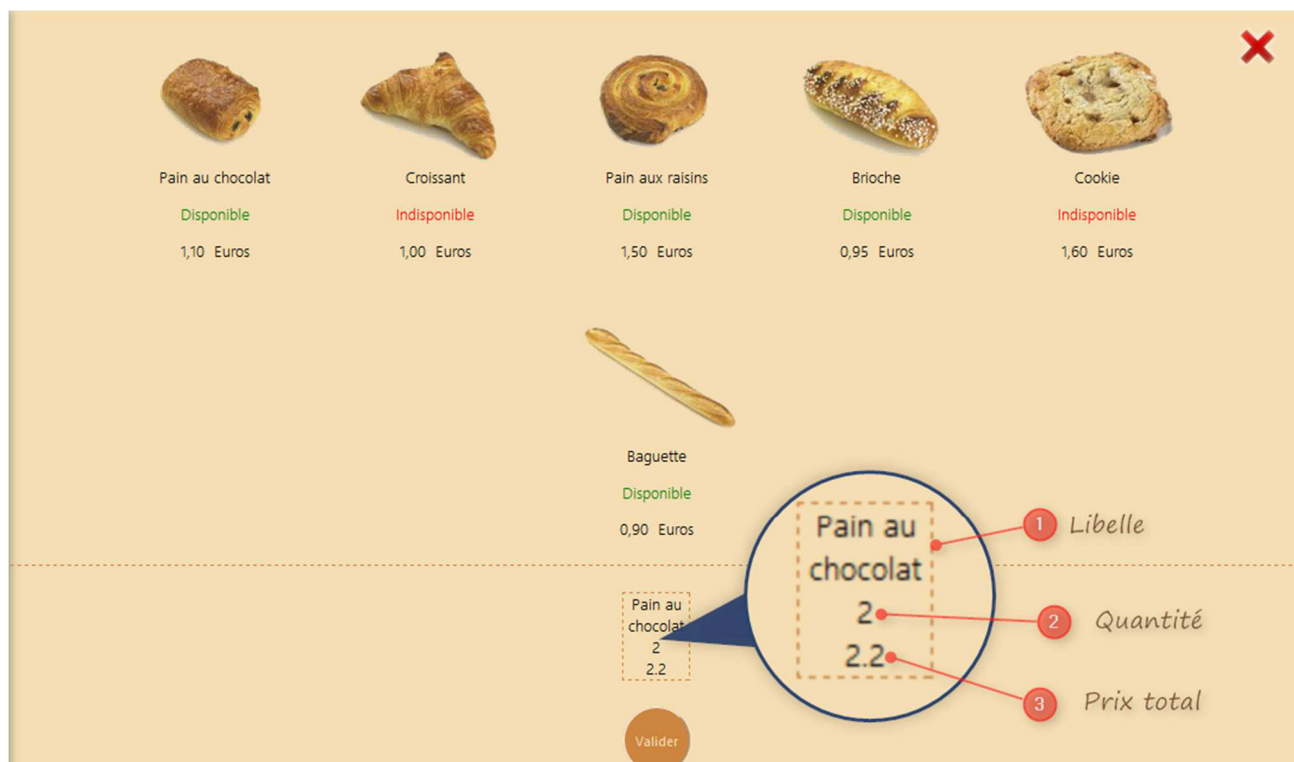 Pain au chocolat
Croissant
Pain aux raisins
Brioche
Cookie
Disponible
Indisponible
Disponible
Disponible
Indisponible
1,10 Euros
1,00 Euros
1,50 Euros
0,95 Euros
1,60 Euros
Baguette
Disponible
0,90 Euros
Pain au
chocolat
2
2.2
Valider
Pain au
chocolat
2
2.2
1 Libelle
2 Quantité
3 Prix total